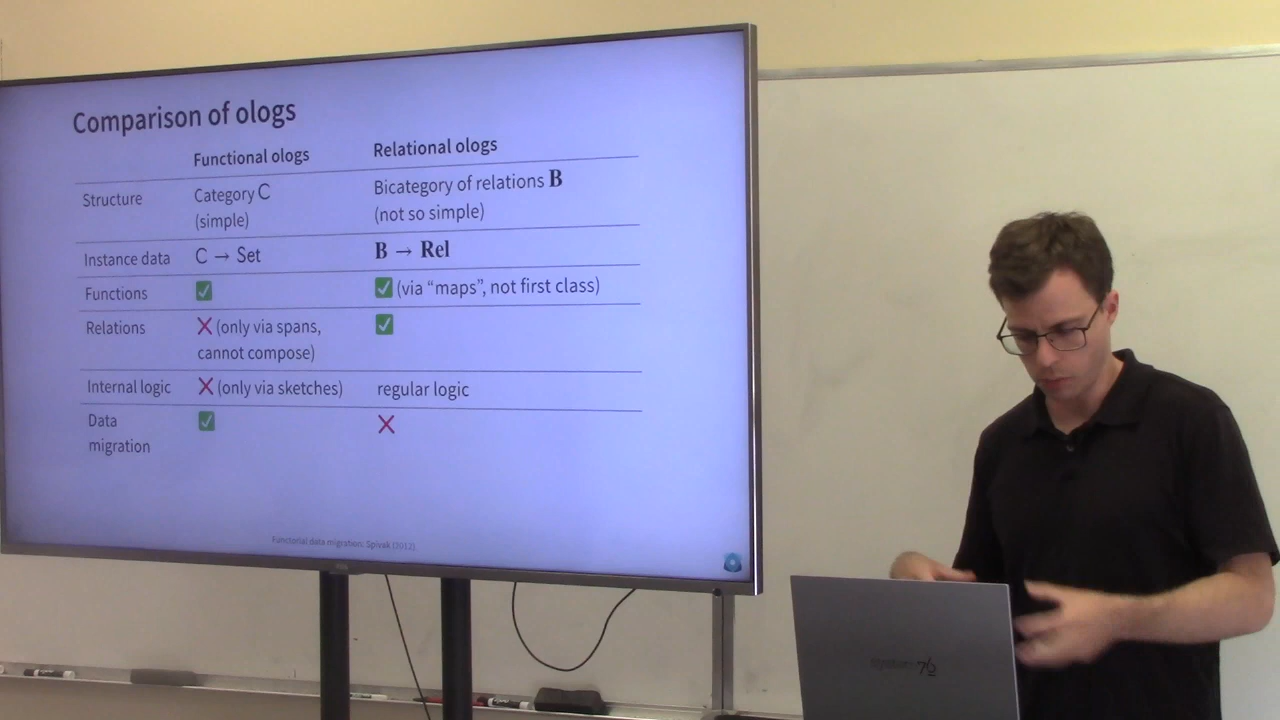 Comparison of ologs
Functional ologs Relational ologs
Structure Category C Bicategory of relations B
(simple) (not so simple)
Instance data C → Set B → Rel
Functions ✅ ✅ (via “maps”, not first class)
Relations ❌ (only via spans, ✅
cannot compose)
Internal logic ❌ (only via sketches) regular logic
Data ✅ ❌
migration
Functorial data migration: Spivak (2012)
system76